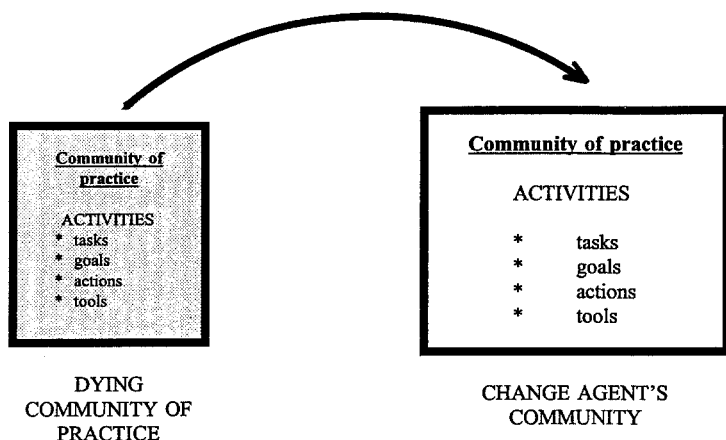 Community of
practice
ACTIVITIES
* tasks
* goals
* actions
* tools
DYING
COMMUNITY OF
PRACTICE
Community of practice
ACTIVITIES
* tasks
* goals
* actions
* tools
CHANGE AGENT'S
COMMUNITY